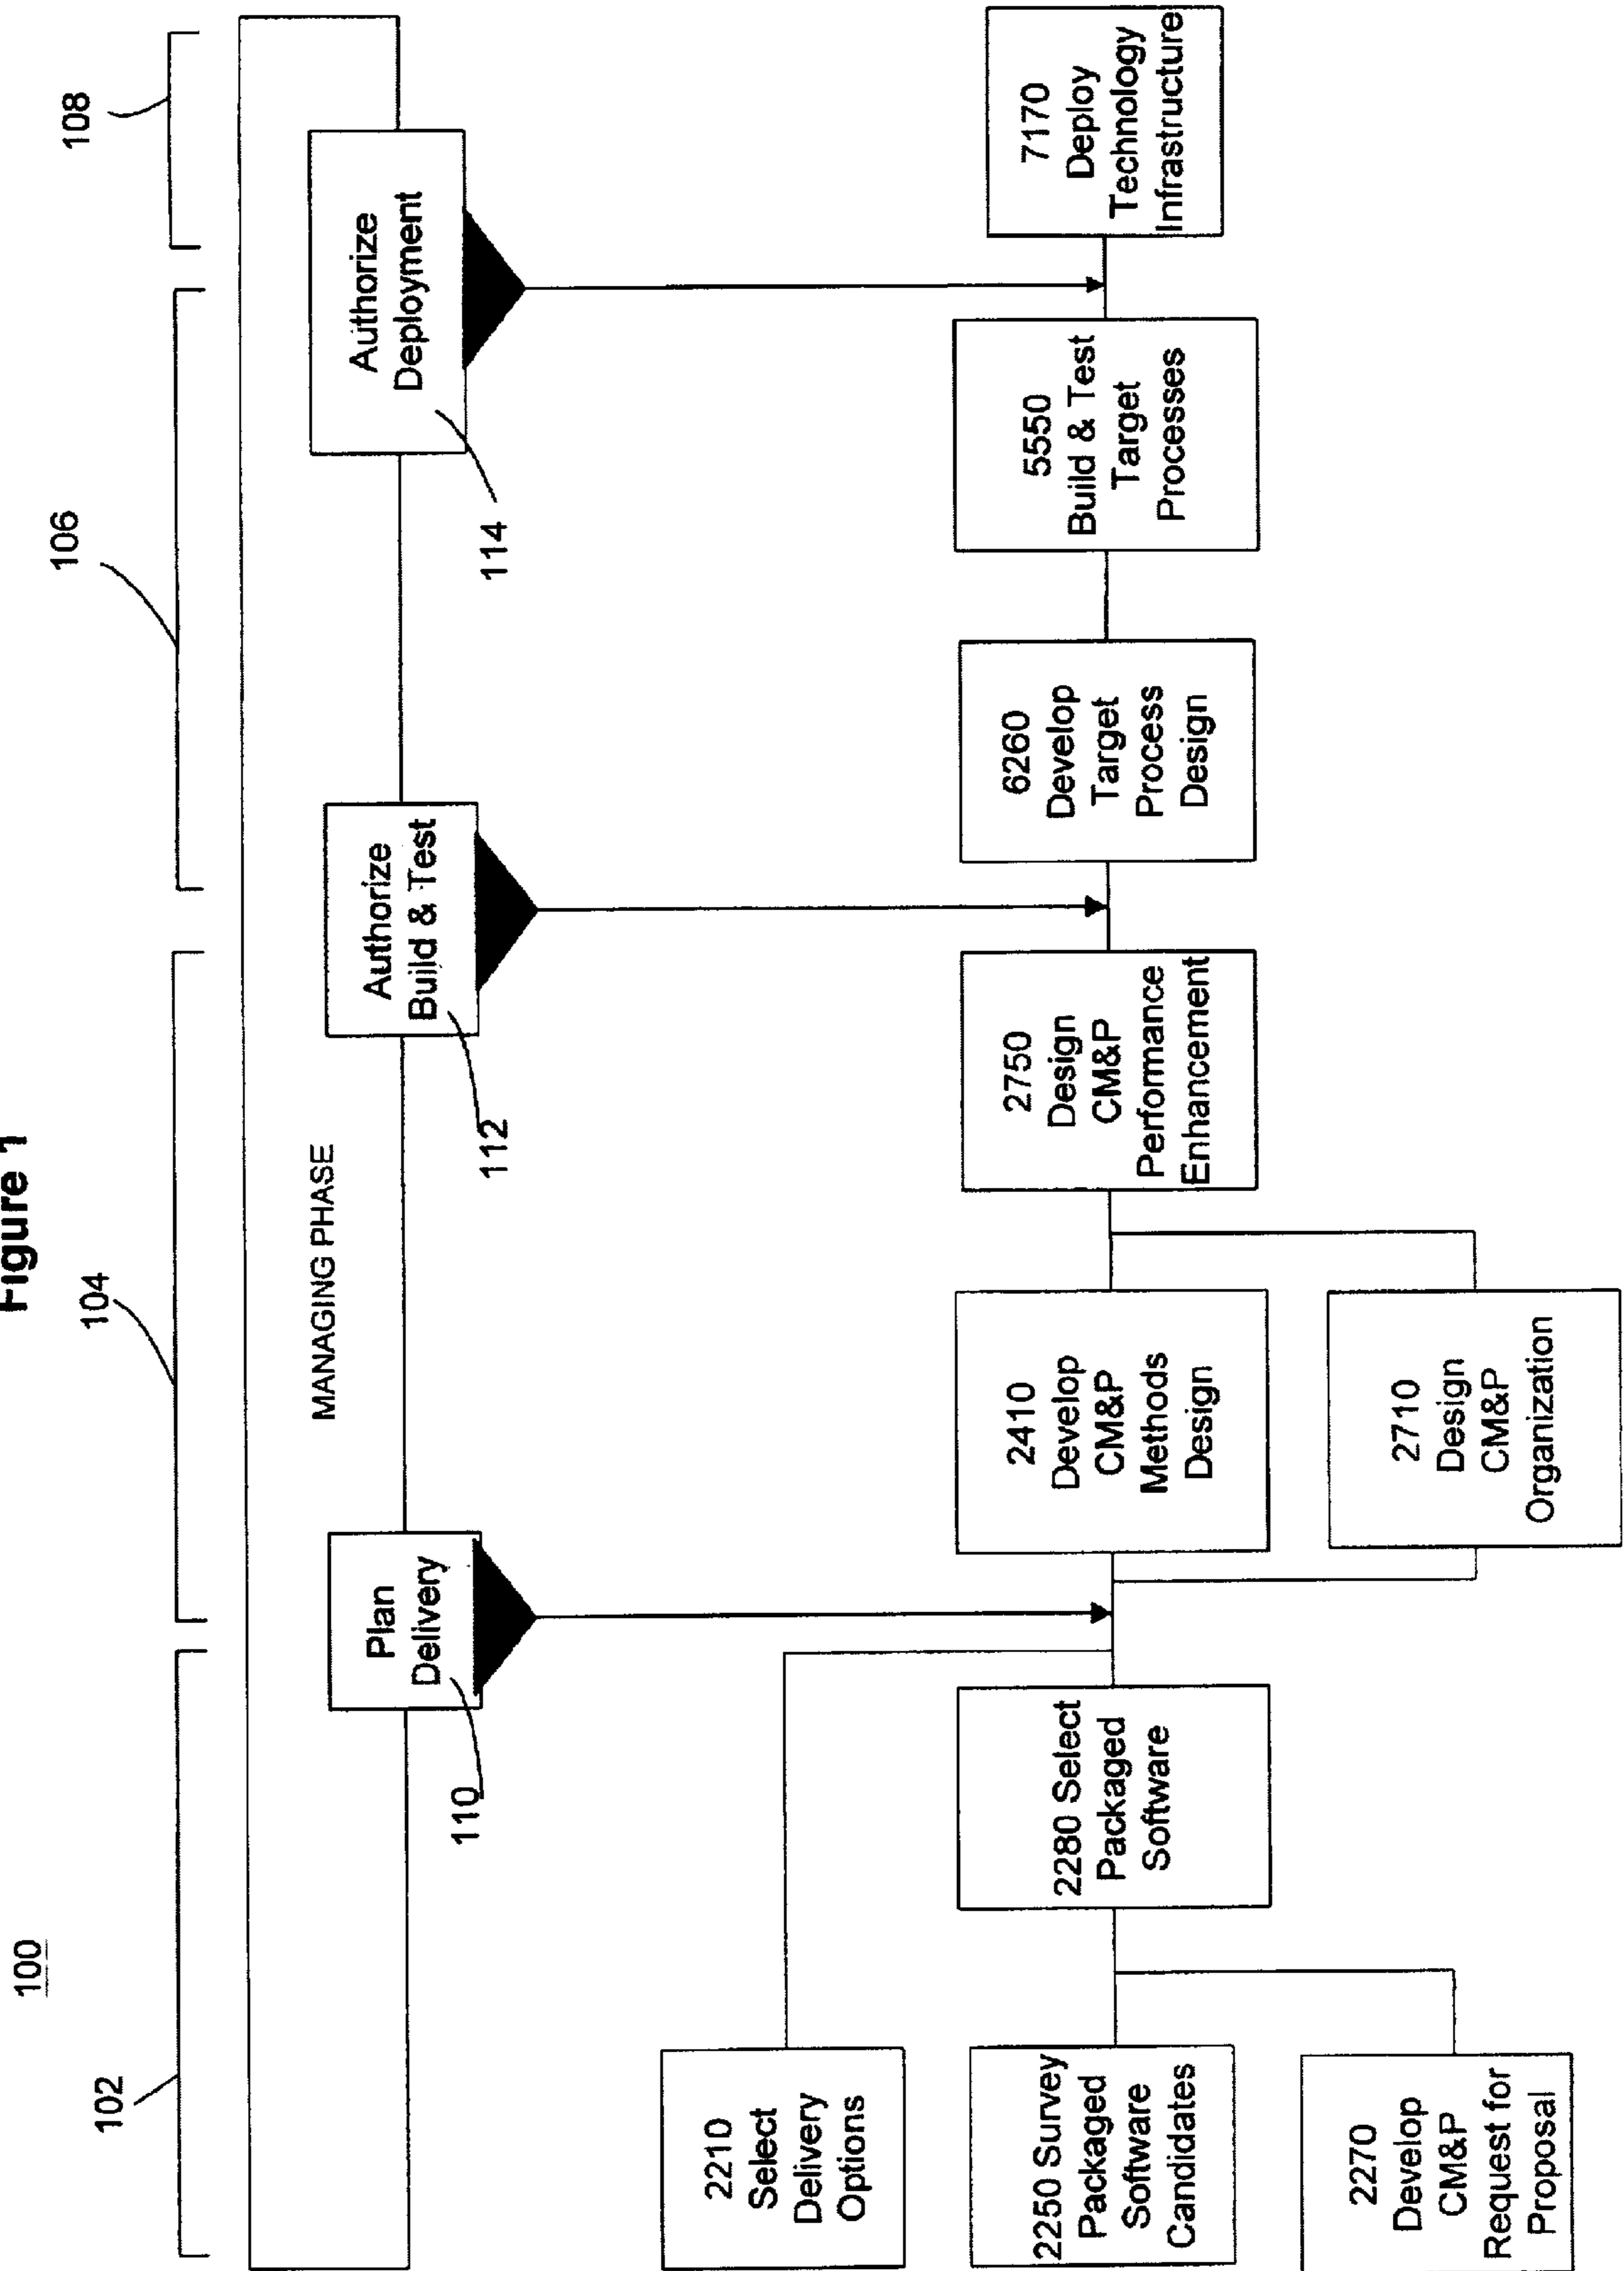 Figure 1
100
102
104
106
108
MANAGING PHASE
Plan
Delivery
110
Authorize
Build & Test
112
Authorize
Deployment
114
2210
Select
Delivery
Options
2250 Survey
Packaged
Software
Candidates
2270
Develop
CM&P
Request for
Proposal
2280 Select
Packaged
Software
2410
Develop
CM&P
Methods
Design
2710
Design
CM&P
Organization
2750
Design
CM&P
Performance
Enhancement
6260
Develop
Target
Process
Design
5550
Build & Test
Target
Processes
7170
Deploy
Technology
Infrastructure